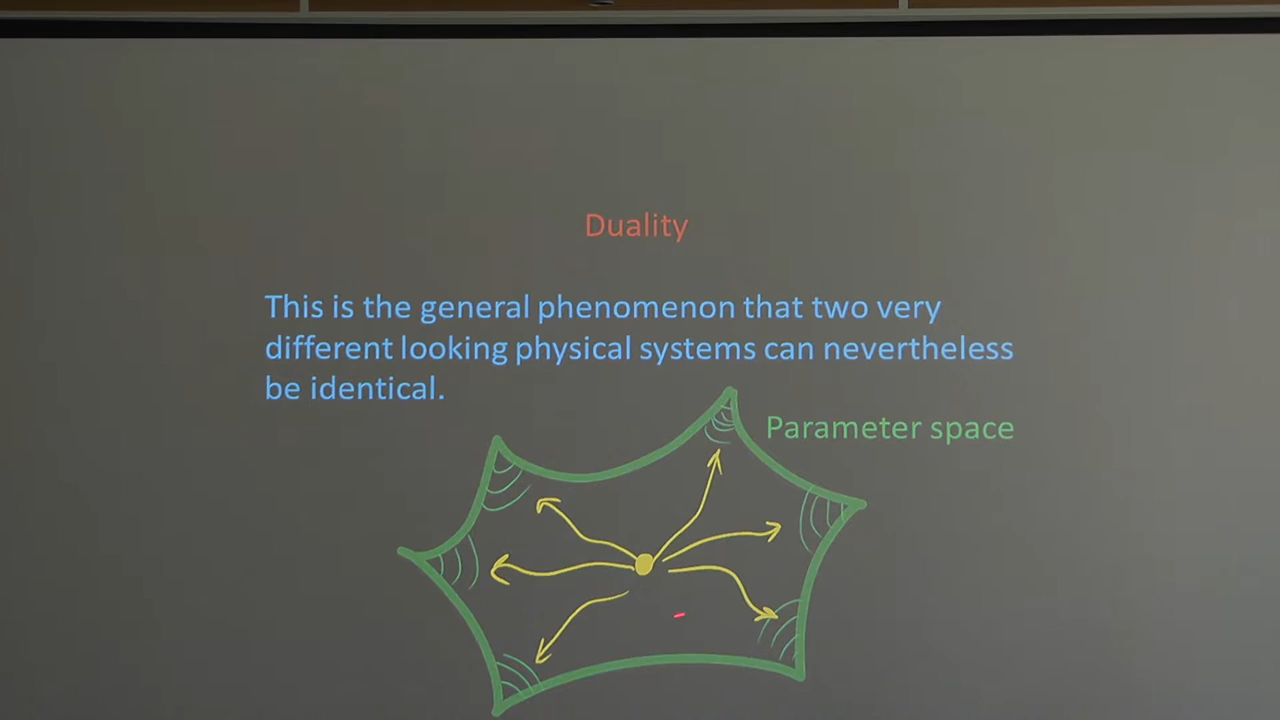 Duality
This is the general phenomenon that two very
different looking physical systems can nevertheless
be identical.
Parameter space